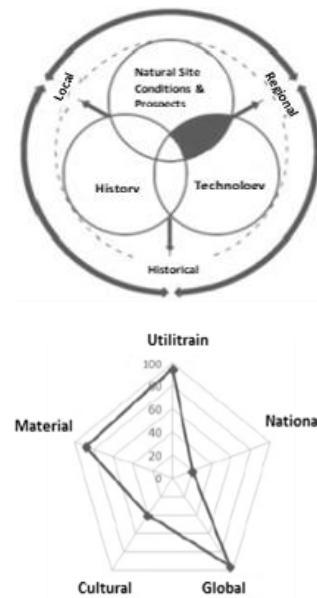 Natural Site
Conditions &
Prospects
Local
Regional
History
Technology
Historical
Utilitrain
100
80
60
40
20
0
Material
National
Cultural
Global